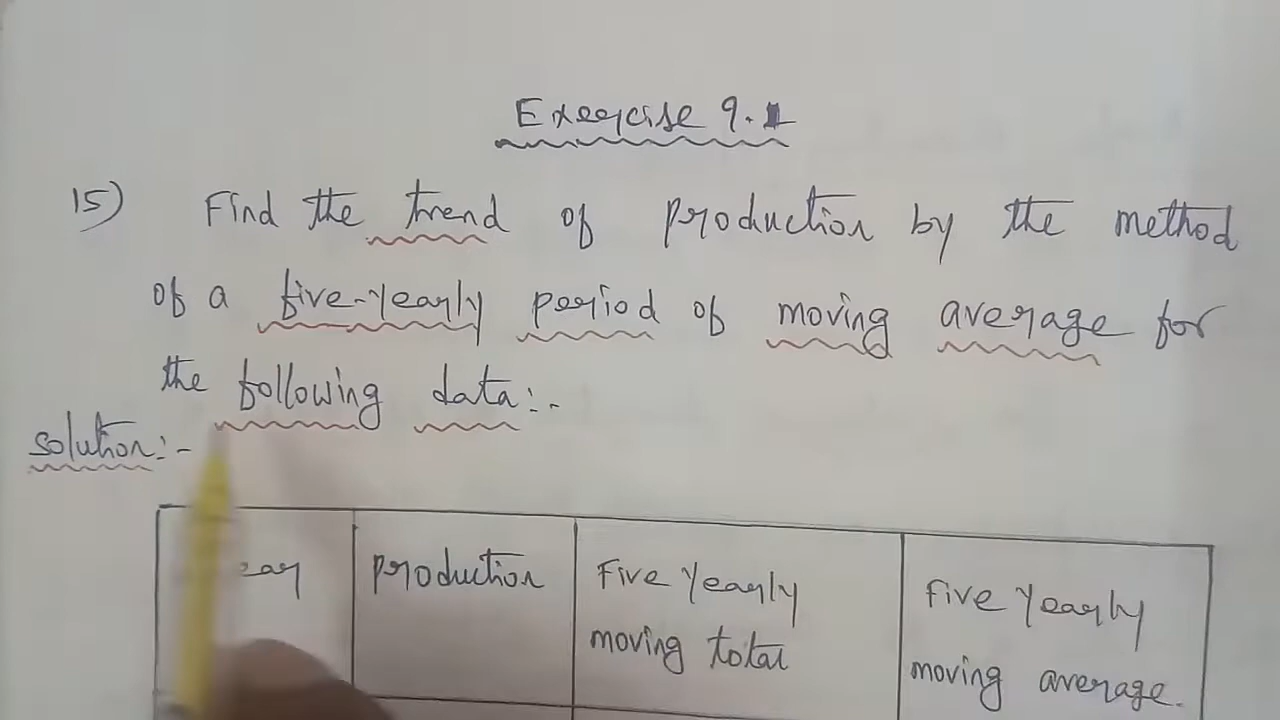 Exercise 9.1
15) Find the trend of production by the method
of a five-yearly period of moving average for
the following data:-
solution:-
production Five Yearly Five Yearly
moving total moving average.